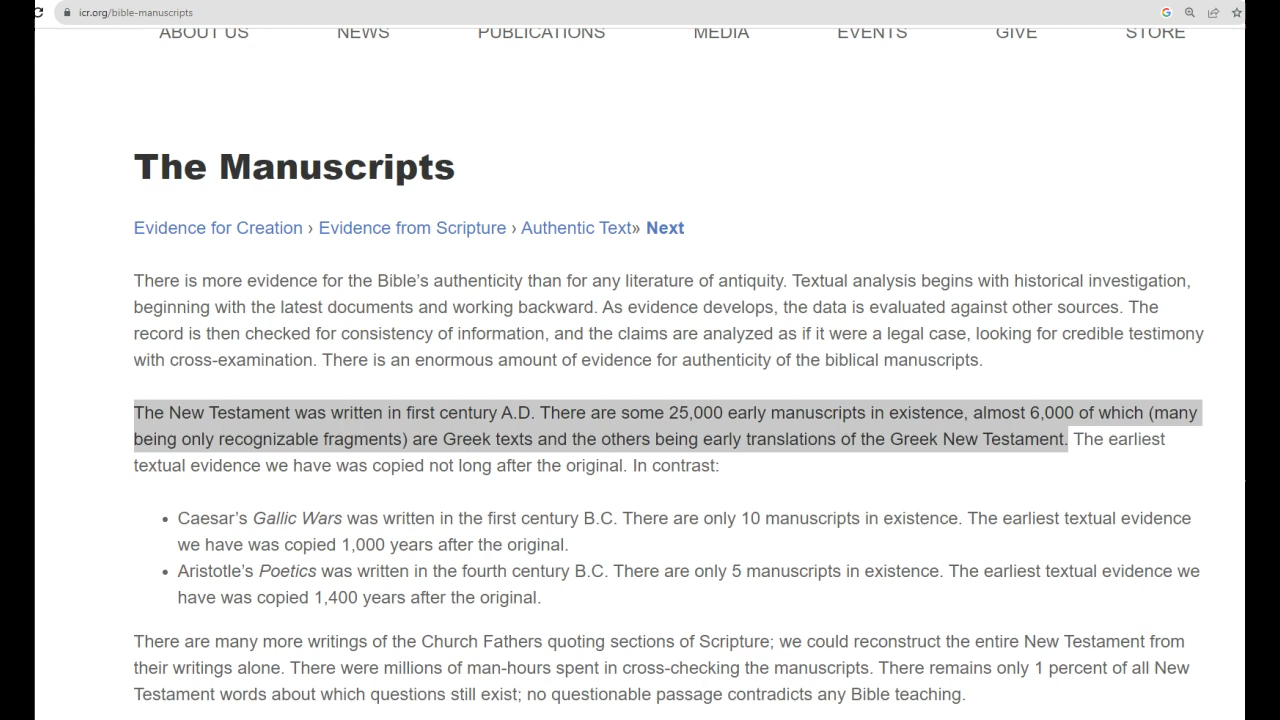 icr.org/bible-manuscripts
ABOUT US NEWS PUBLICATIONS MEDIA EVENTS GIVE STORE
The Manuscripts
Evidence for Creation › Evidence from Scripture › Authentic Text» Next
There is more evidence for the Bible’s authenticity than for any literature of antiquity. Textual analysis begins with historical investigation,
beginning with the latest documents and working backward. As evidence develops, the data is evaluated against other sources. The
record is then checked for consistency of information, and the claims are analyzed as if it were a legal case, looking for credible testimony
with cross-examination. There is an enormous amount of evidence for authenticity of the biblical manuscripts.
The New Testament was written in first century A.D. There are some 25,000 early manuscripts in existence, almost 6,000 of which (many
being only recognizable fragments) are Greek texts and the others being early translations of the Greek New Testament. The earliest
textual evidence we have was copied not long after the original. In contrast:
• Caesar’s Gallic Wars was written in the first century B.C. There are only 10 manuscripts in existence. The earliest textual evidence
we have was copied 1,000 years after the original.
• Aristotle’s Poetics was written in the fourth century B.C. There are only 5 manuscripts in existence. The earliest textual evidence we
have was copied 1,400 years after the original.
There are many more writings of the Church Fathers quoting sections of Scripture; we could reconstruct the entire New Testament from
their writings alone. There were millions of man-hours spent in cross-checking the manuscripts. There remains only 1 percent of all New
Testament words about which questions still exist; no questionable passage contradicts any Bible teaching.